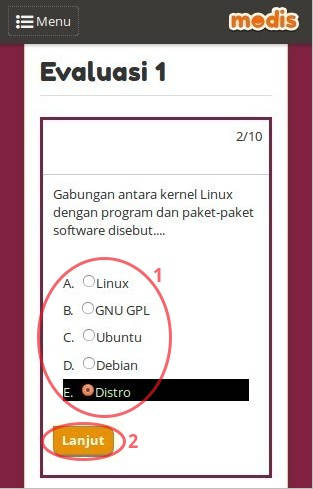 Menu
modis
Evaluasi 1
2/10
Gabungan antara kernel Linux
dengan program dan paket-paket
software disebut....
1
A. Linux
B. GNU GPL
C. Ubuntu
D. Debian
E. Distro
Lanjut 2